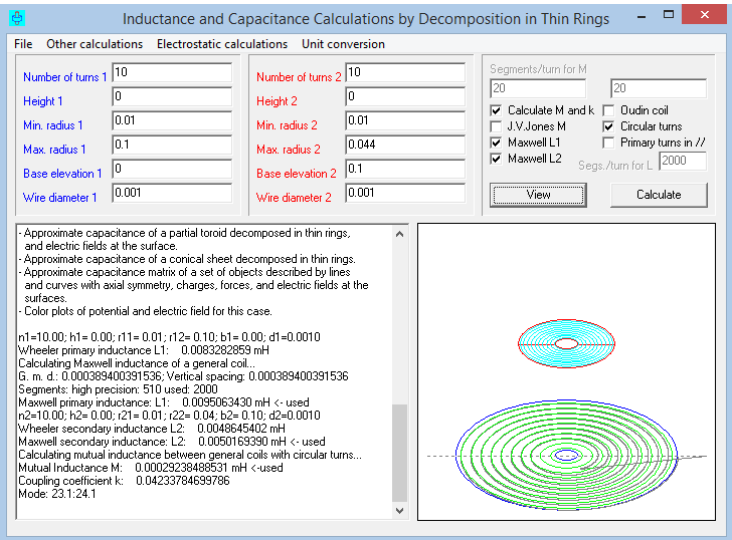 Inductance and Capacitance Calculations by Decomposition in Thin Rings
File Other calculations Electrostatic calculations Unit conversion
Number of turns 1 10
Height 1 0
Min. radius 1 0.01
Max. radius 1 0.1
Base elevation 1 0
Wire diameter 1 0.001
Number of turns 2 10
Height 2 0
Min. radius 2 0.01
Max. radius 2 0.044
Base elevation 2 0.1
Wire diameter 2 0.001
Segments/turn for M
20 20
Calculate M and k Oudin coil
J.V.Jones M Circular turns
Maxwell L1 Primary turns in //
Maxwell L2 Segs./turn for L 2000
View Calculate
- Approximate capacitance of a partial toroid decomposed in thin rings,
and electric fields at the surface.
- Approximate capacitance of a conical sheet decomposed in thin rings.
- Approximate capacitance matrix of a set of objects described by lines
and curves with axial symmetry, charges, forces, and electric fields at the
surfaces.
- Color plots of potential and electric field for this case.
n1=10.00; h1= 0.00; r11= 0.01; r12= 0.10; b1= 0.00; d1=0.0010
Wheeler primary inductance L1: 0.0083282859 mH
Calculating Maxwell inductance of a general coil...
G. m. d.: 0.000389400391536; Vertical spacing: 0.000389400391536
Segments: high precision: 510 used: 2000
Maxwell primary inductance: L1: 0.0095063430 mH <- used
n2=10.00; h2= 0.00; r21= 0.01; r22= 0.04; b2= 0.10; d2=0.0010
Wheeler secondary inductance L2: 0.0048645402 mH
Maxwell secondary inductance: L2: 0.0050169390 mH <- used
Calculating mutual inductance between general coils with circular turns...
Mutual Inductance M: 0.00029238488531 mH <-used
Coupling coefficient k: 0.04233784699786
Mode: 23.1:24.1